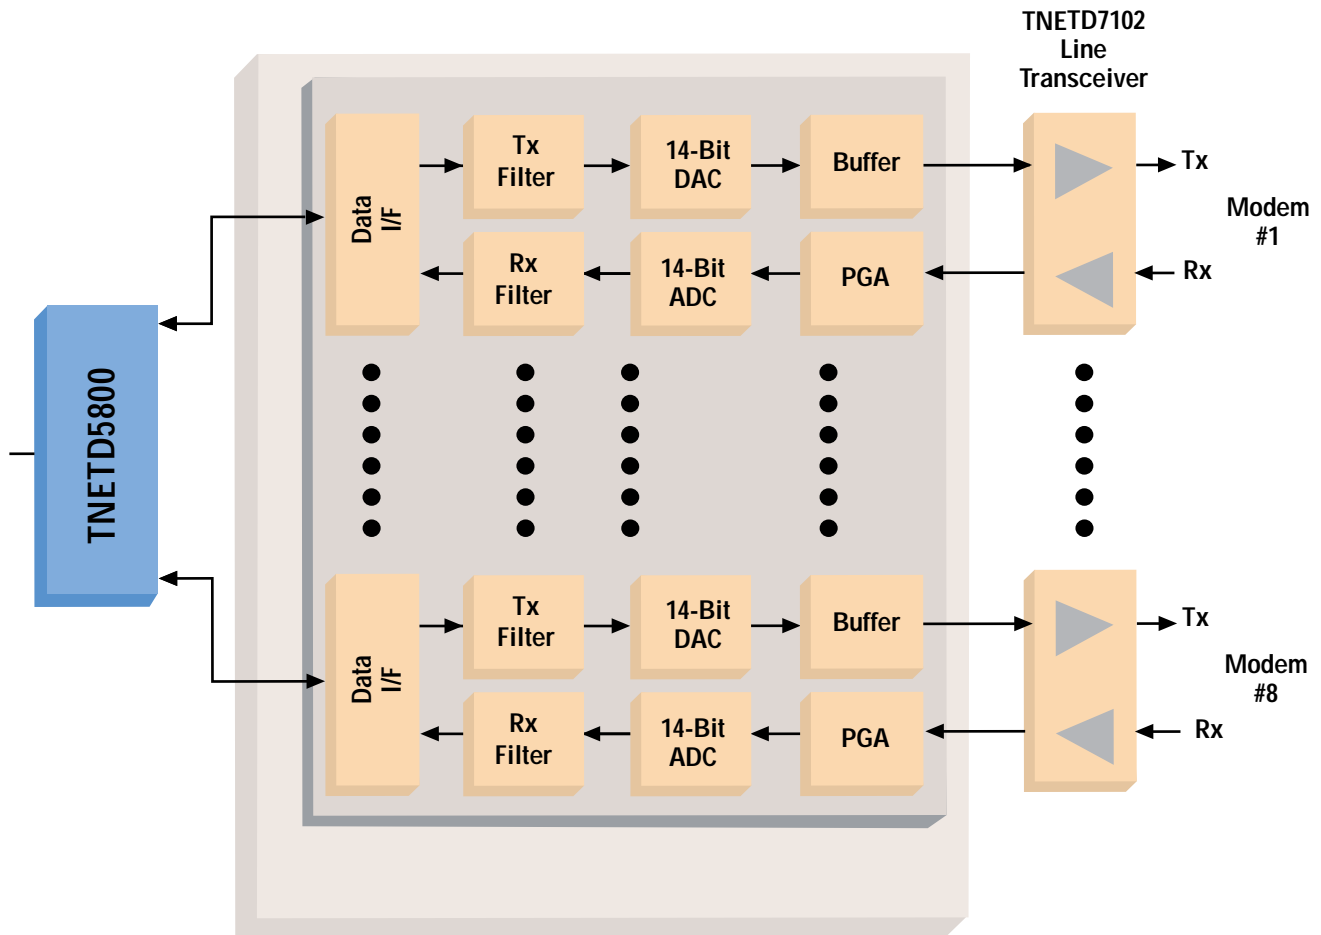 TNETD7102
Line
Transceiver
Tx
Filter
14-Bit
DAC
Buffer
Tx
Data
I/F
Modem
#1
Rx
Filter
14-Bit
ADC
PGA
Rx
TNETD5800
Tx
Filter
14-Bit
DAC
Buffer
Tx
Data
I/F
Modem
#8
Rx
Filter
14-Bit
ADC
PGA
Rx